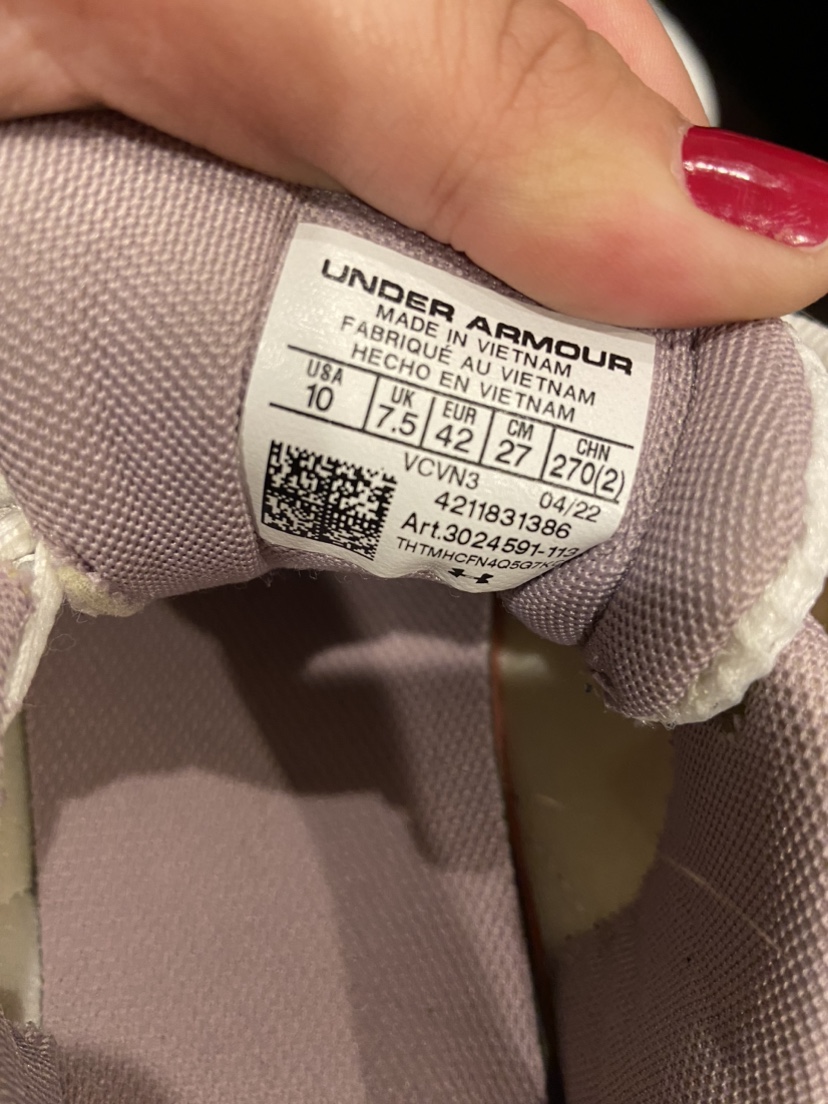 UNDER ARMOUR
MADE IN VIETNAM
FABRIQUÉ AU VIETNAM
HECHO EN VIETNAM
USA UK EUR CM CHN
10 7.5 42 27 270(2)
VCVN3 04/22
4211831386
Art.3024591-113